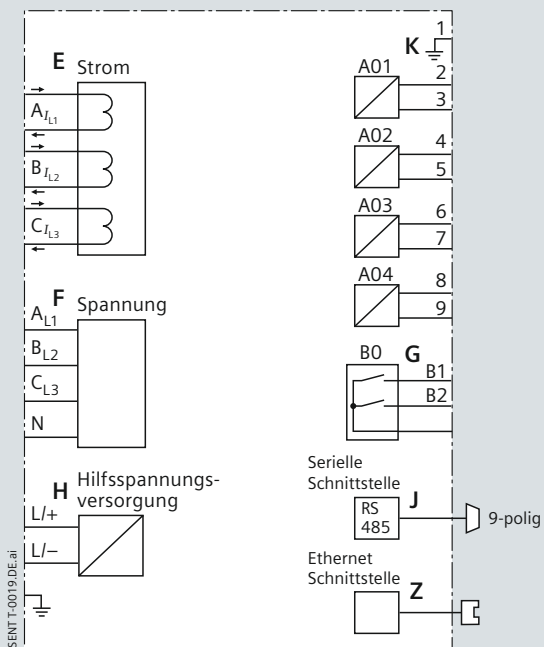 E Strom
A I L1
B I L2
C I L3
F Spannung
A L1
B L2
C L3
N
H Hilfsspannungs-
versorgung
L/+
L/−
SENT T-0019.DE.ai
K
1
A01
2
3
A02
4
5
A03
6
7
A04
8
9
B0 G
B1
B2
Serielle
Schnittstelle
J
RS
485
9-polig
Ethernet
Schnittstelle
Z